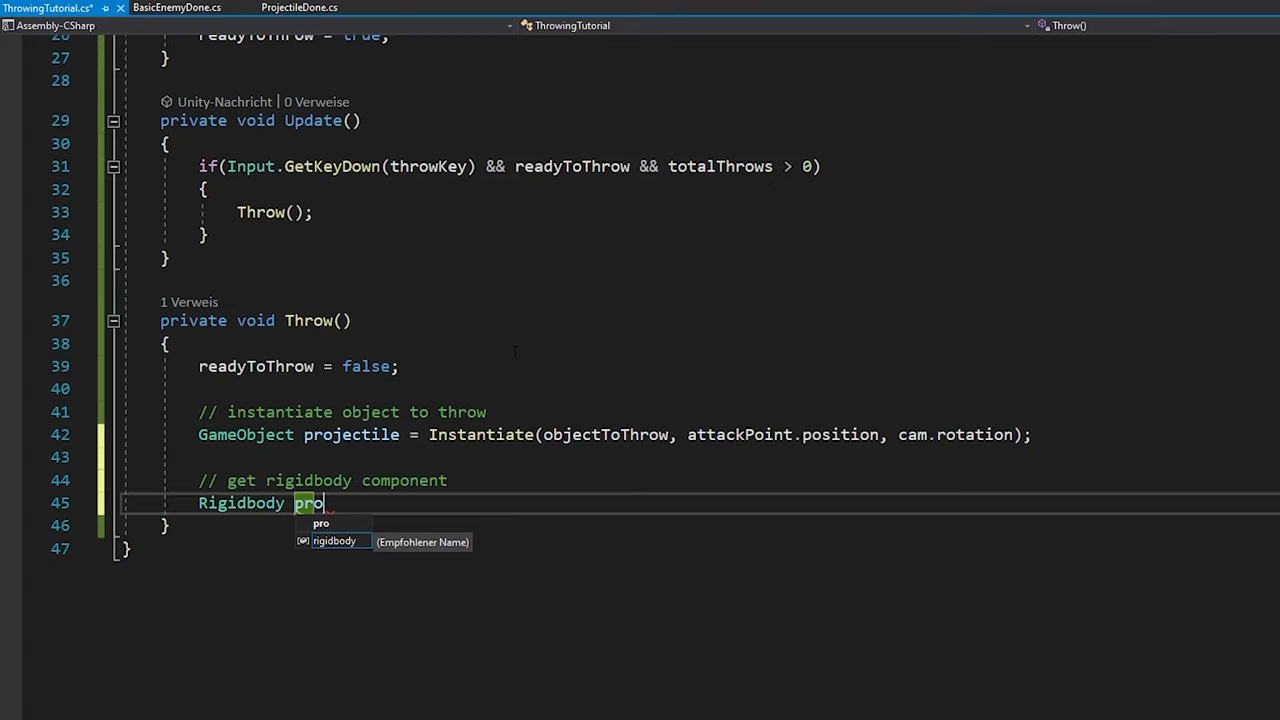 ThrowingTutorial.cs* BasicEnemyDone.cs ProjectileDone.cs
Assembly-CSharp ThrowingTutorial Throw()
26 readyToThrow = true;
27 }
28
Unity-Nachricht | 0 Verweise
29 private void Update()
30 {
31 if(Input.GetKeyDown(throwKey) && readyToThrow && totalThrows > 0)
32 {
33 Throw();
34 }
35 }
36
1 Verweis
37 private void Throw()
38 {
39 readyToThrow = false;
40
41 // instantiate object to throw
42 GameObject projectile = Instantiate(objectToThrow, attackPoint.position, cam.rotation);
43
44 // get rigidbody component
45 Rigidbody pro
pro
rigidbody (Empfohlener Name)
46 }
47 }